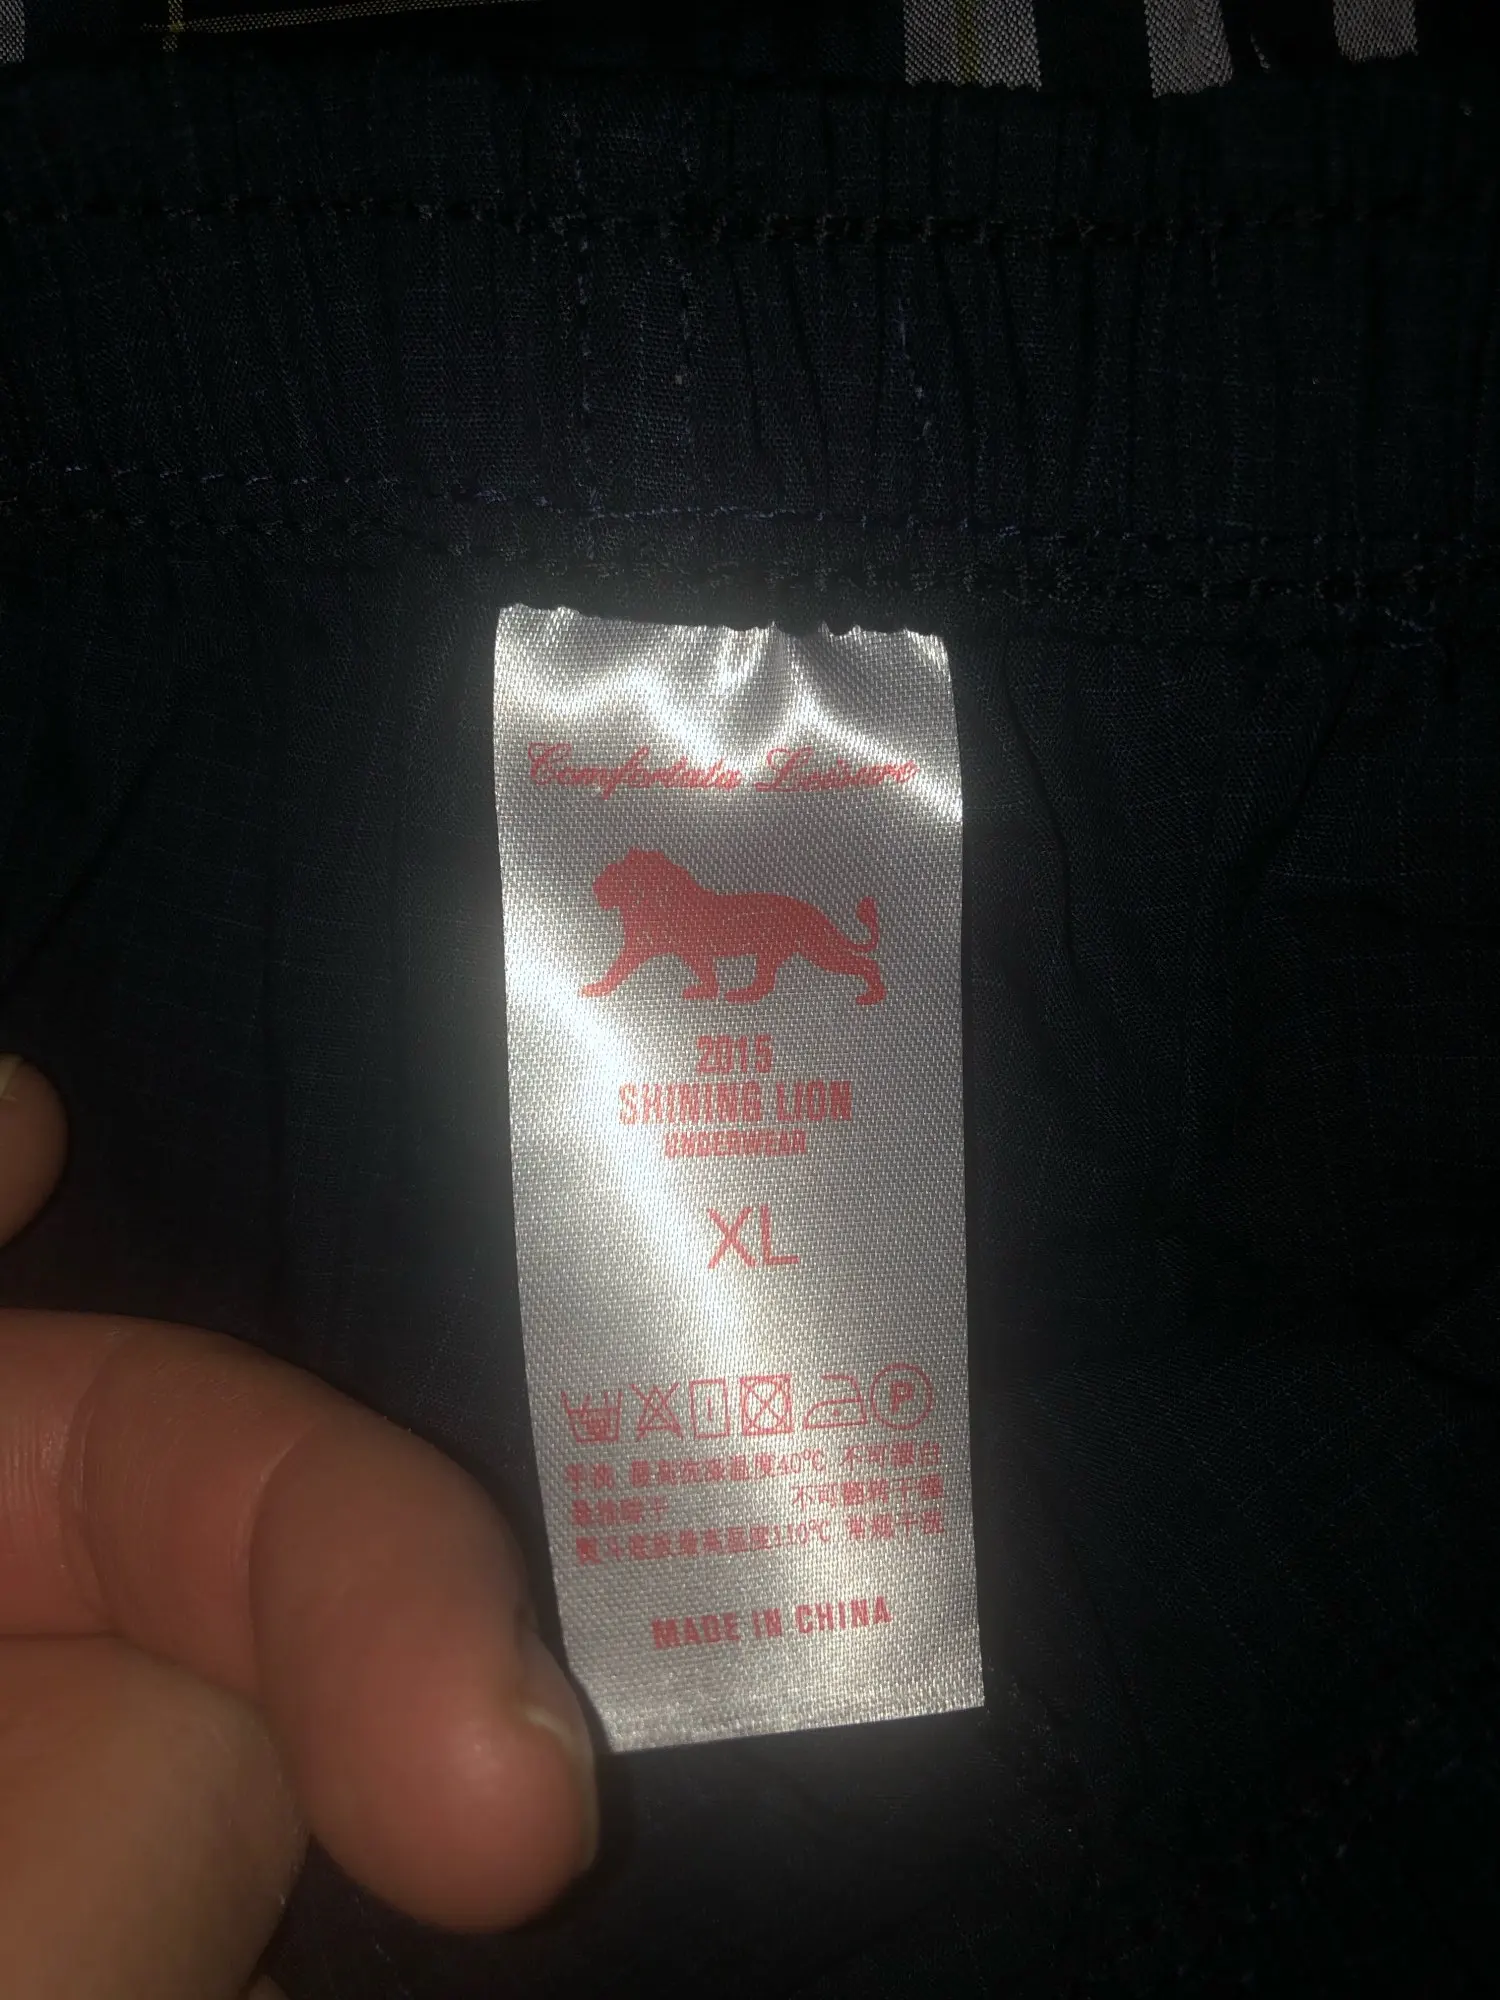 Comfortala Leisure
2015
SHINING LION
UNDERWEAR
XL
P
手洗 最高洗涤温度40℃ 不可漂白
悬挂晾干 不可翻转干燥
熨斗底板最高温度110℃ 常规干洗
MADE IN CHINA